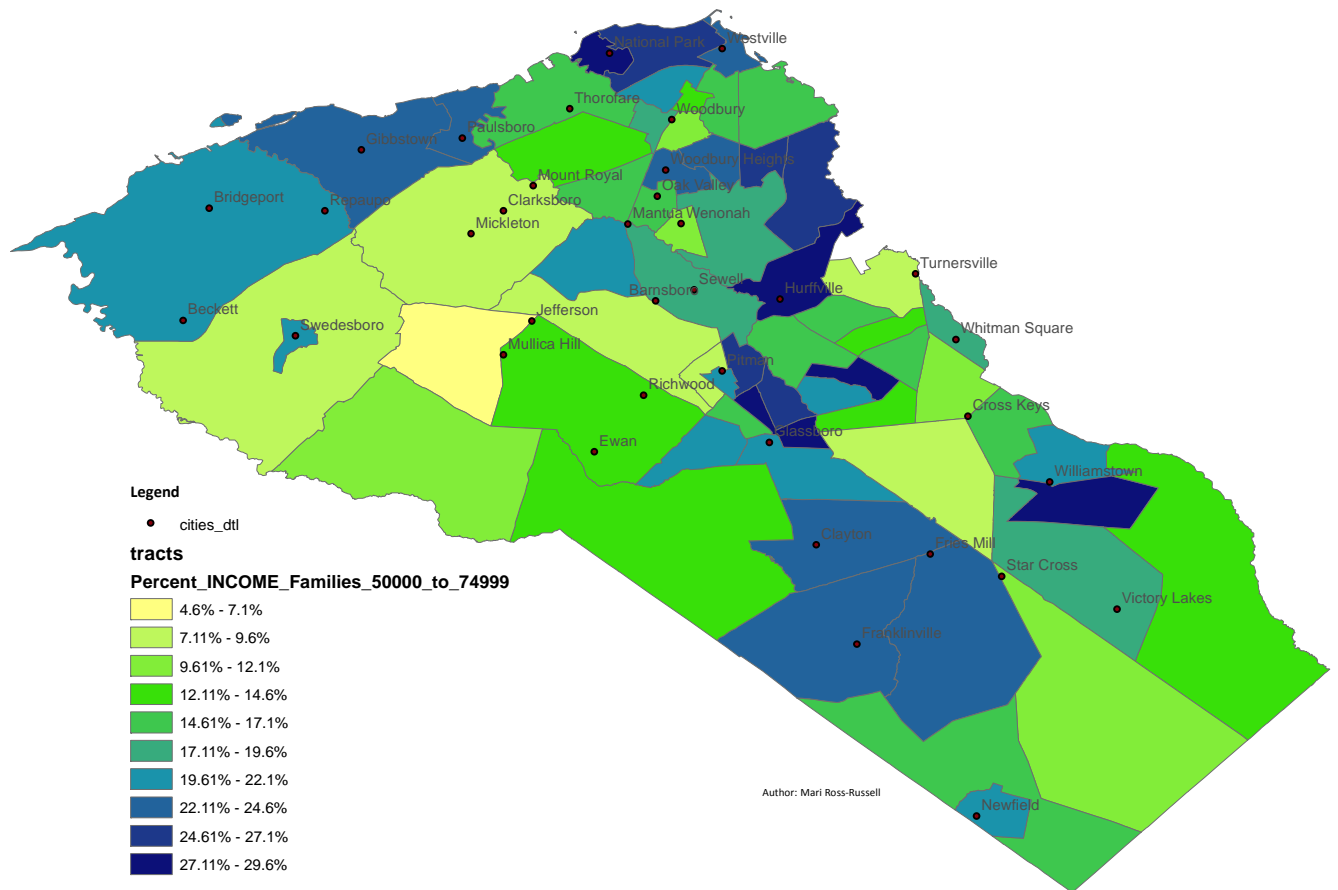 National Park
Westville
Thorofare
Woodbury
Paulsboro
Gibbstown
Woodbury Heights
Mount Royal
Oak Valley
Bridgeport
Repaupo
Clarksboro
Mickleton
Mantua
Wenonah
Turnersville
Sewell
Barnsboro
Hurffville
Beckett
Swedesboro
Jefferson
Whitman Square
Mullica Hill
Pitman
Richwood
Cross Keys
Glassboro
Ewan
Williamstown
Clayton
Fries Mill
Star Cross
Victory Lakes
Franklinville
Newfield
Legend
cities_dtl
tracts
Percent_INCOME_Families_50000_to_74999
4.6% - 7.1%
7.11% - 9.6%
9.61% - 12.1%
12.11% - 14.6%
14.61% - 17.1%
17.11% - 19.6%
19.61% - 22.1%
22.11% - 24.6%
24.61% - 27.1%
27.11% - 29.6%
Author: Mari Ross-Russell